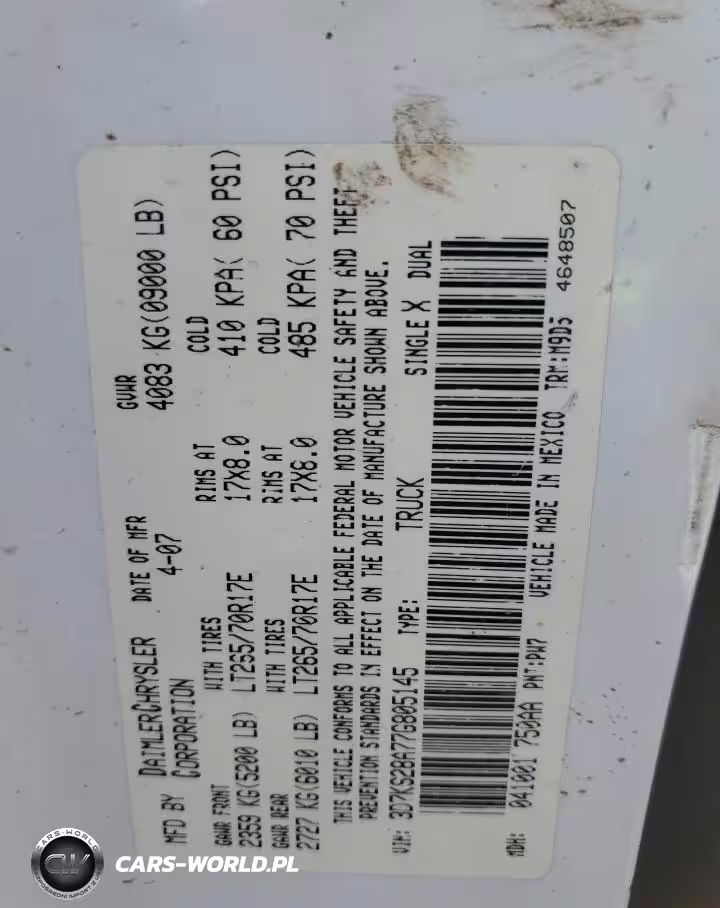 MFD BY DAIMLERCHRYSLER CORPORATION
DATE OF MFR 4-07
GVWR 4083 KG(09000 LB)
GAWR FRONT WITH TIRES RIMS AT COLD
2359 KG(5200 LB) LT265/70R17E 17X8.0 410 KPA( 60 PSI)
GAWR REAR WITH TIRES RIMS AT COLD
2727 KG(6010 LB) LT265/70R17E 17X8.0 485 KPA( 70 PSI)
THIS VEHICLE CONFORMS TO ALL APPLICABLE FEDERAL MOTOR VEHICLE SAFETY AND THEFT
PREVENTION STANDARDS IN EFFECT ON THE DATE OF MANUFACTURE SHOWN ABOVE.
VIN: 3D7KS28A77G805145 TYPE: TRUCK SINGLE X DUAL
MDH: 041001 750AA PNT:PW7 VEHICLE MADE IN MEXICO TRM:M9D5 4648507
CARS-WORLD
CW
CARS-WORLD.PL